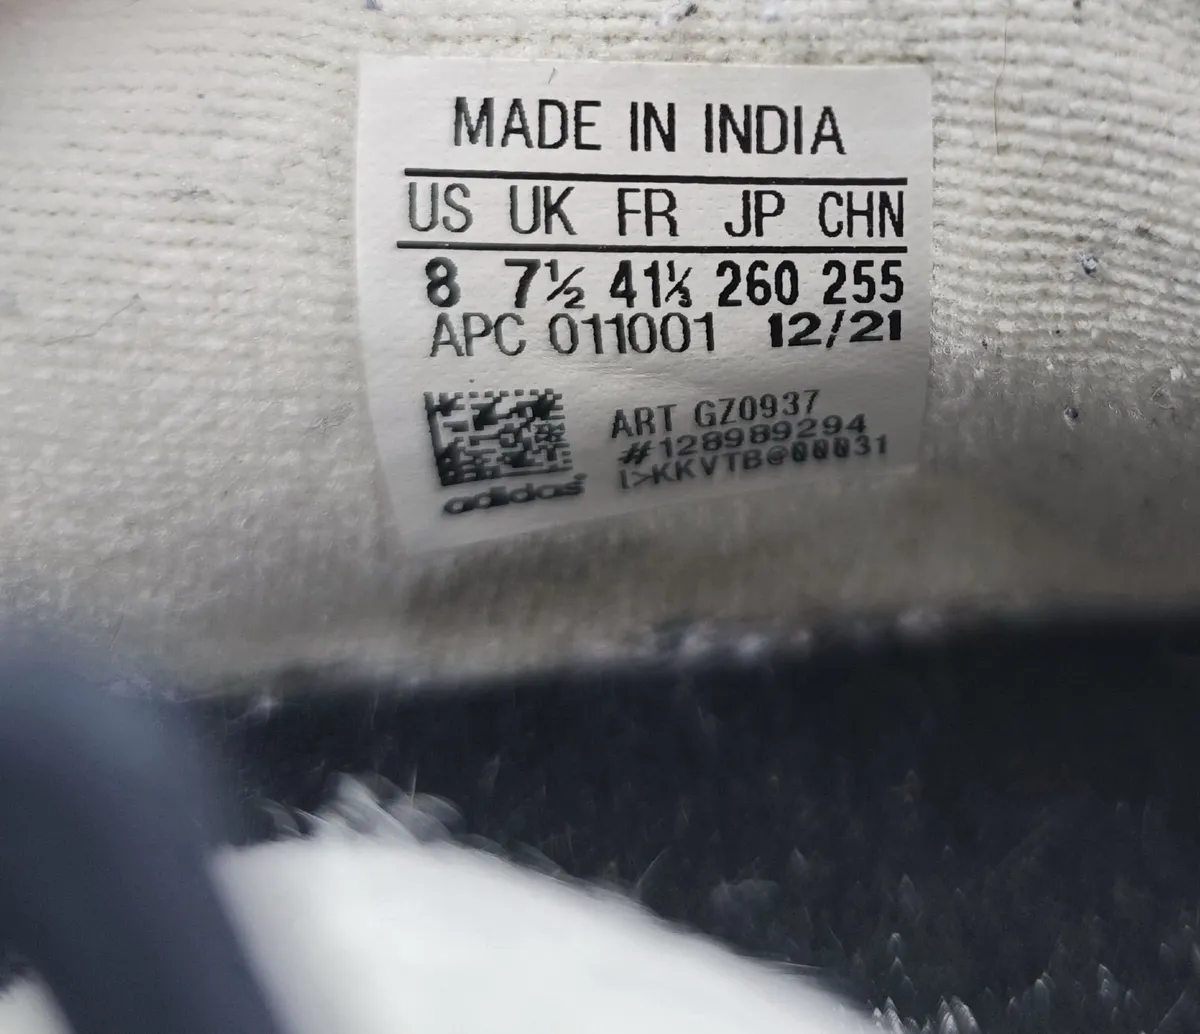 MADE IN INDIA
US UK FR JP CHN
8 7½ 41⅓ 260 255
APC 011001 12/21
ART GZ0937
#128989294
I>KKVTB@00031
adidas